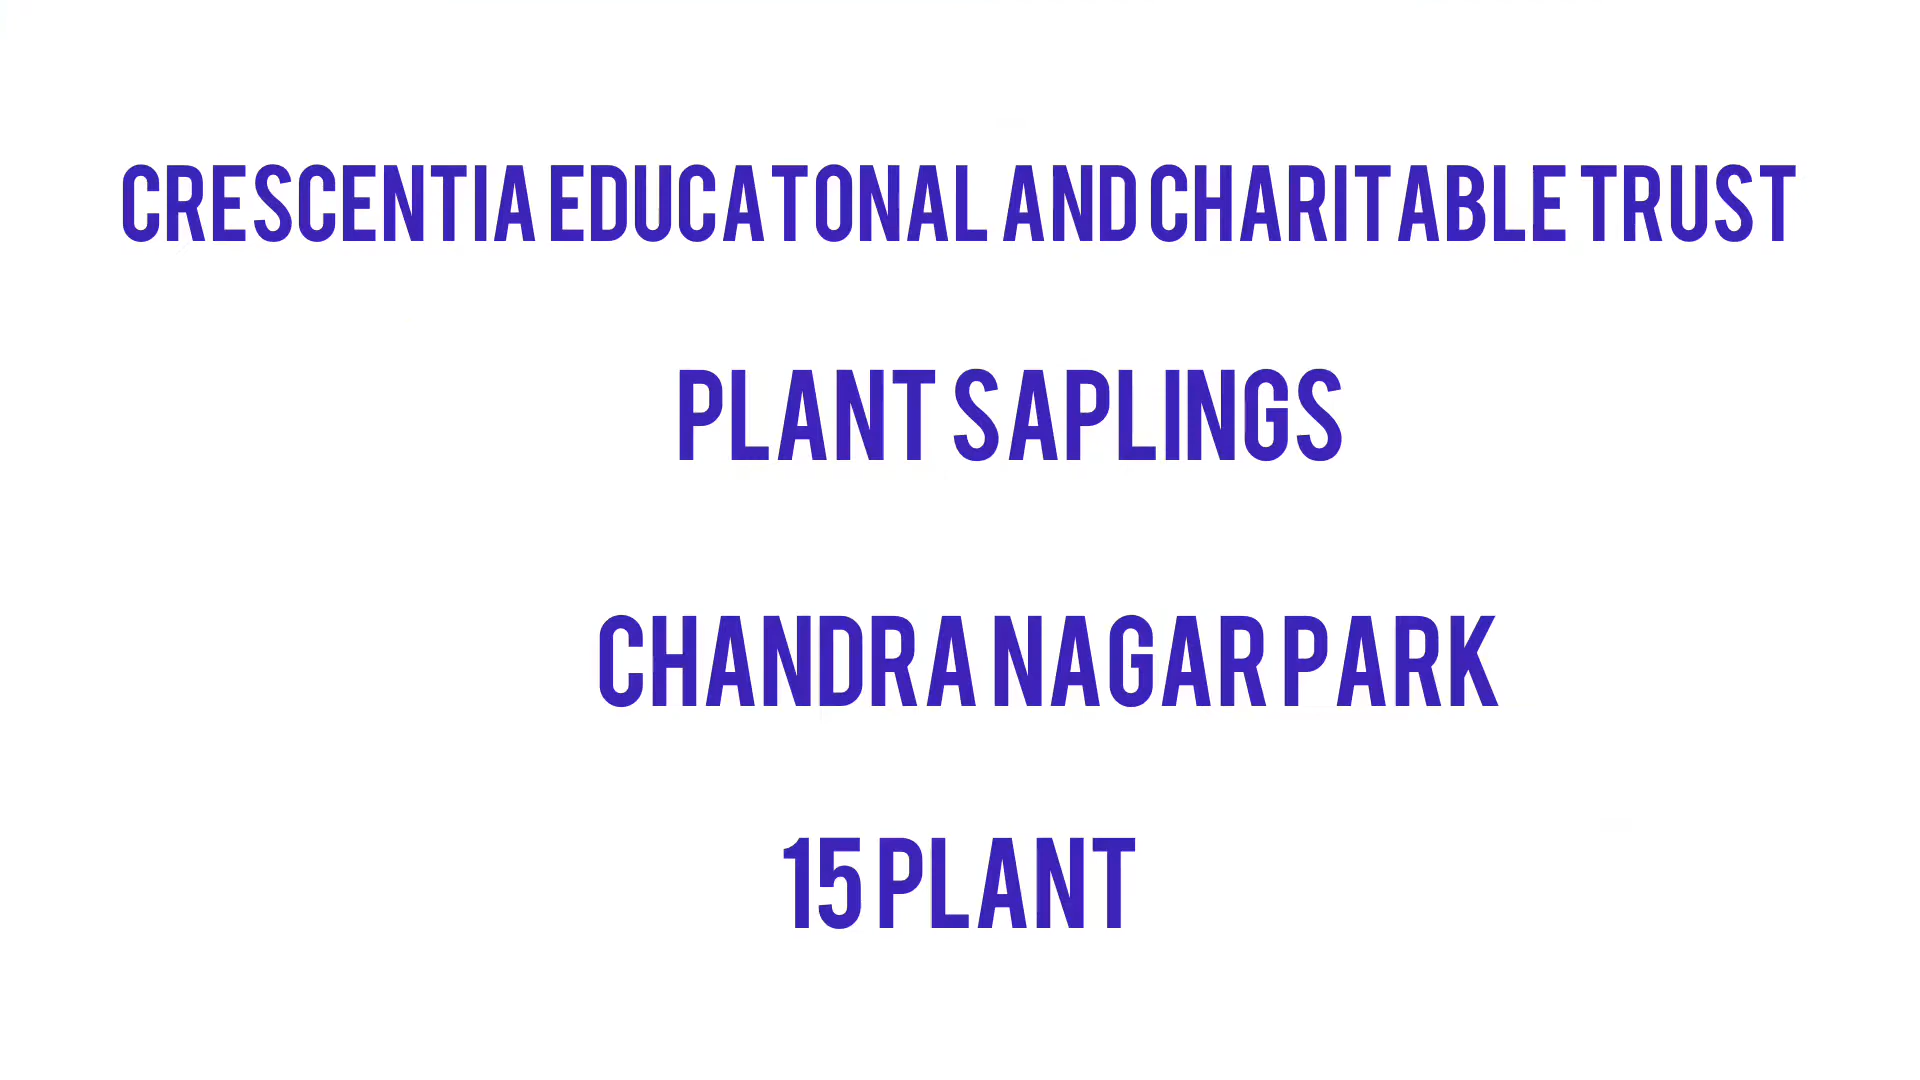 CRESCENTIA EDUCATONAL AND CHARITABLE TRUST
PLANT SAPLINGS
CHANDRA NAGAR PARK
15 PLANT